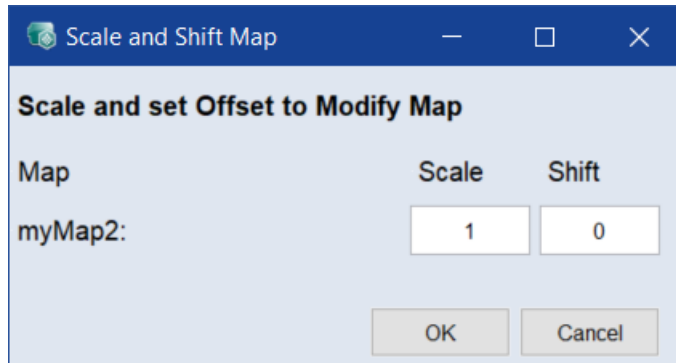 Scale and Shift Map
Scale and set Offset to Modify Map
Map Scale Shift
myMap2: 1 0
OK Cancel